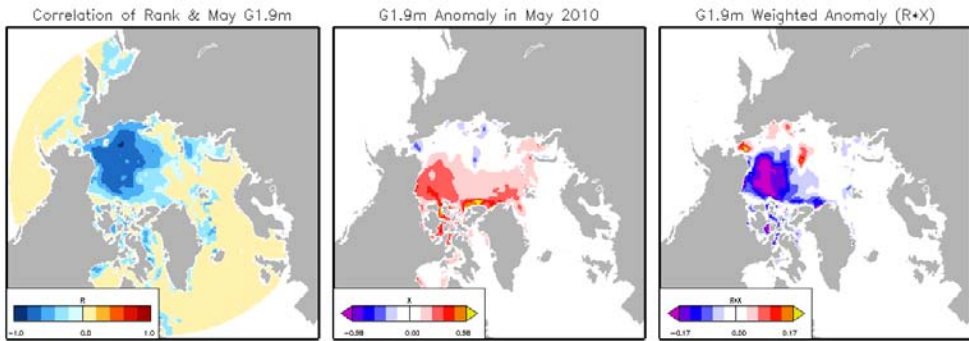 Correlation of Rank & May G1.9m
G1.9m Anomaly in May 2010
G1.9m Weighted Anomaly (R*X)
R
-1.0 0.0 1.0
X
-0.98 0.00 0.98
R*X
-0.17 0.00 0.17